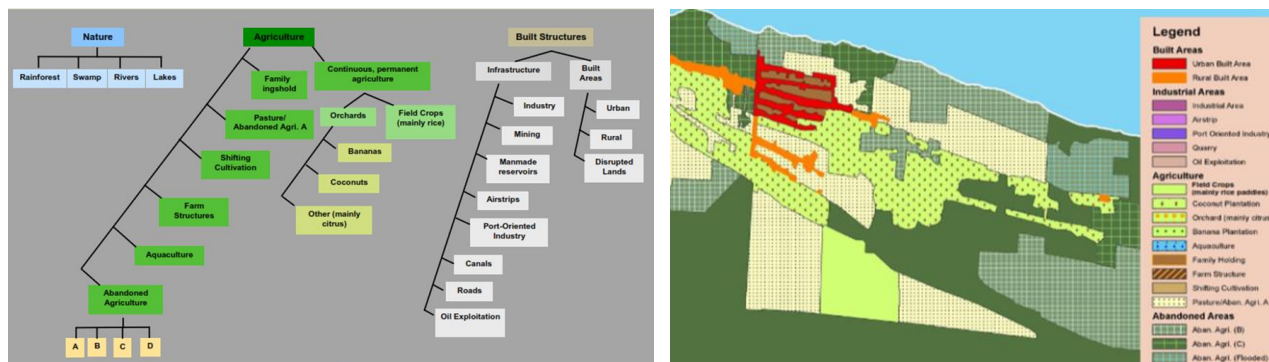 Nature
Rainforest
Swamp
Rivers
Lakes
Agriculture
Family
ingshold
Pasture/
Abandoned Agri. A
Shifting
Cultivation
Farm
Structures
Aquaculture
Abandoned
Agriculture
A
B
C
D
Continuous, permanent
agriculture
Orchards
Field Crops
(mainly rice)
Bananas
Coconuts
Other (mainly
citrus)
Built Structures
Infrastructure
Built
Areas
Industry
Mining
Manmade
reservoirs
Airstrips
Port-Oriented
Industry
Canals
Roads
Oil Exploitation
Urban
Rural
Disrupted
Lands
Legend
Built Areas
Urban Built Area
Rural Built Area
Industrial Areas
Industrial Area
Airstrip
Port Oriented Industry
Quarry
Oil Exploitation
Agriculture
Field Crops
(mainly rice paddies)
Coconut Plantation
Orchard (mainly citrus
Banana Plantation
Aquaculture
Family Holding
Farm Structure
Shifting Cultivation
Pasture/Aban. Agri. A
Abandoned Areas
Aban. Agri. (B)
Aban. Agri. (C)
Aban. Agri. (Flooded)